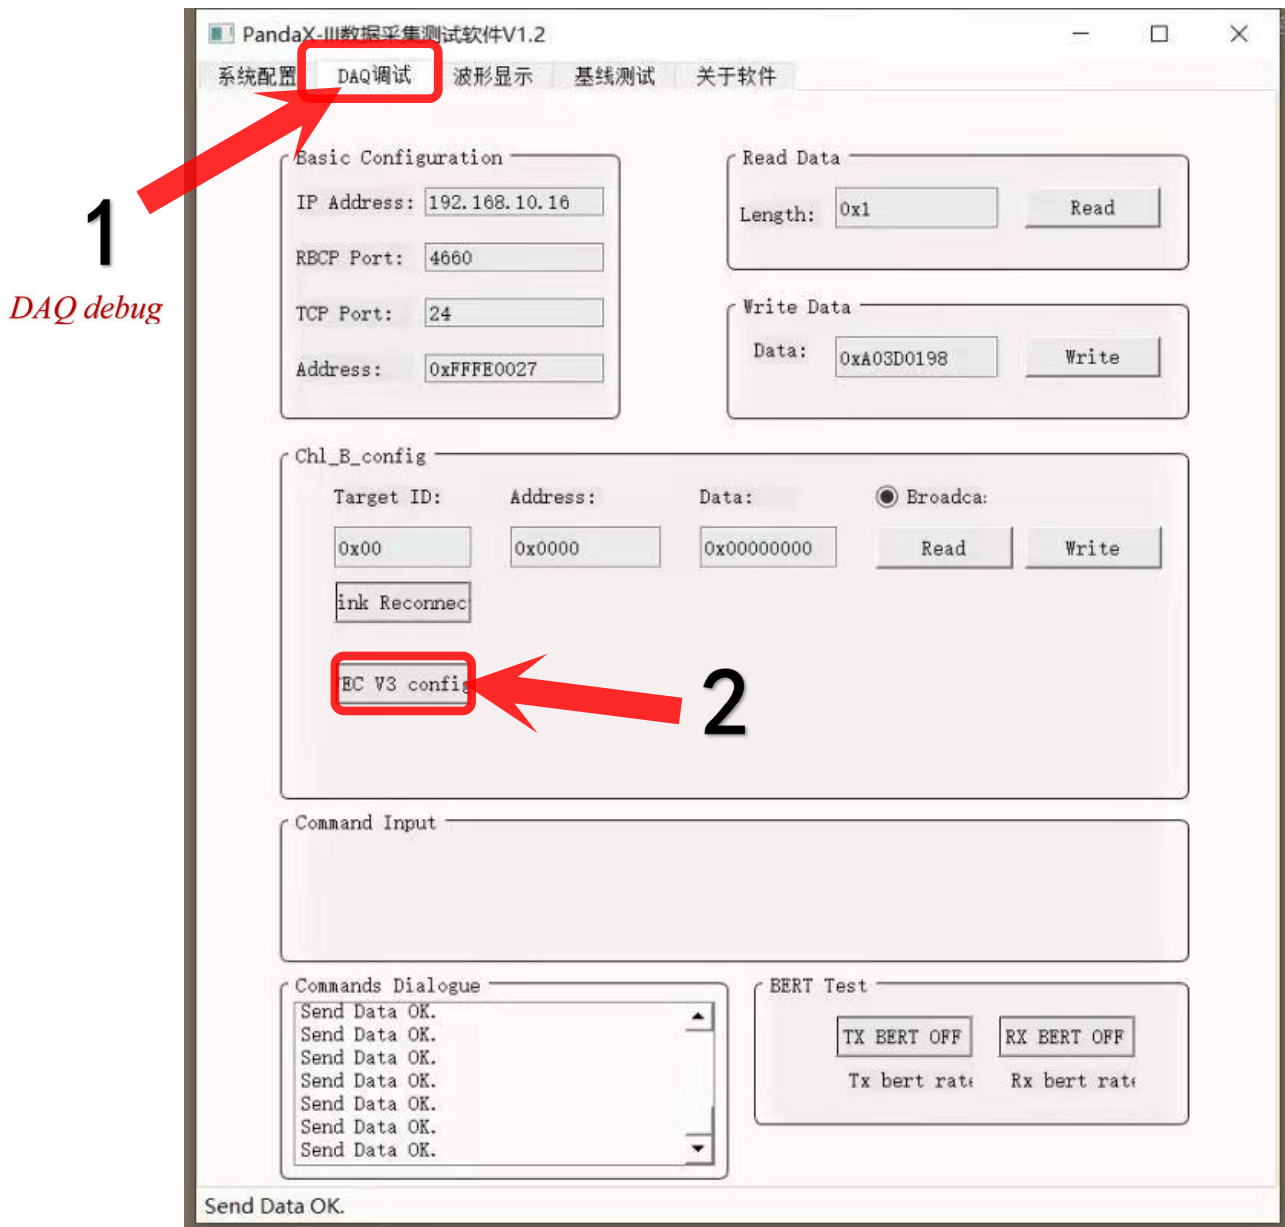 PandaX-III数据采集测试软件V1.2
系统配置 DAQ调试 波形显示 基线测试 关于软件
1
DAQ debug
Basic Configuration
IP Address: 192.168.10.16
RBCP Port: 4660
TCP Port: 24
Address: 0xFFFE0027
Read Data
Length: 0x1 Read
Write Data
Data: 0xA03D0198 Write
Chl_B_config
Target ID: Address: Data: Broadca
0x00 0x0000 0x00000000 Read Write
ink Reconnec
EC V3 config
2
Command Input
Commands Dialogue
Send Data OK.
Send Data OK.
Send Data OK.
Send Data OK.
Send Data OK.
Send Data OK.
Send Data OK.
BERT Test
TX BERT OFF RX BERT OFF
Tx bert rate Rx bert rate
Send Data OK.